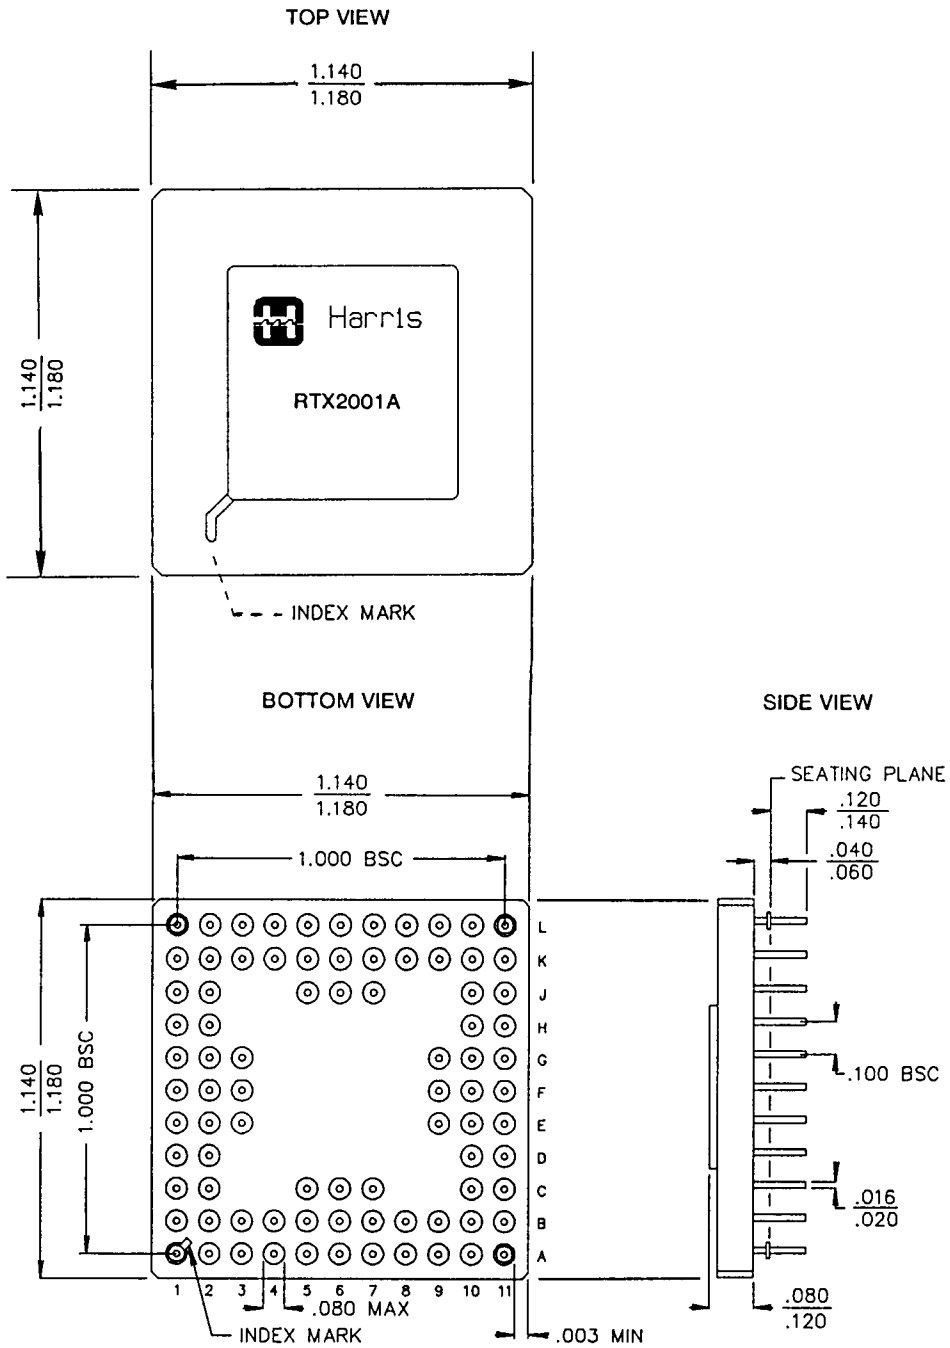 TOP VIEW
1.140
1.180
1.140
1.180
Harris
RTX2001A
INDEX MARK
BOTTOM VIEW
SIDE VIEW
1.140
1.180
SEATING PLANE
.120
.140
1.000 BSC
.040
.060
L
K
J
H
G
F
E
D
C
B
A
1.140
1.180
1.000 BSC
.100 BSC
.016
.020
1 2 3 4 5 6 7 8 9 10 11
.080 MAX
.080
.120
INDEX MARK
.003 MIN